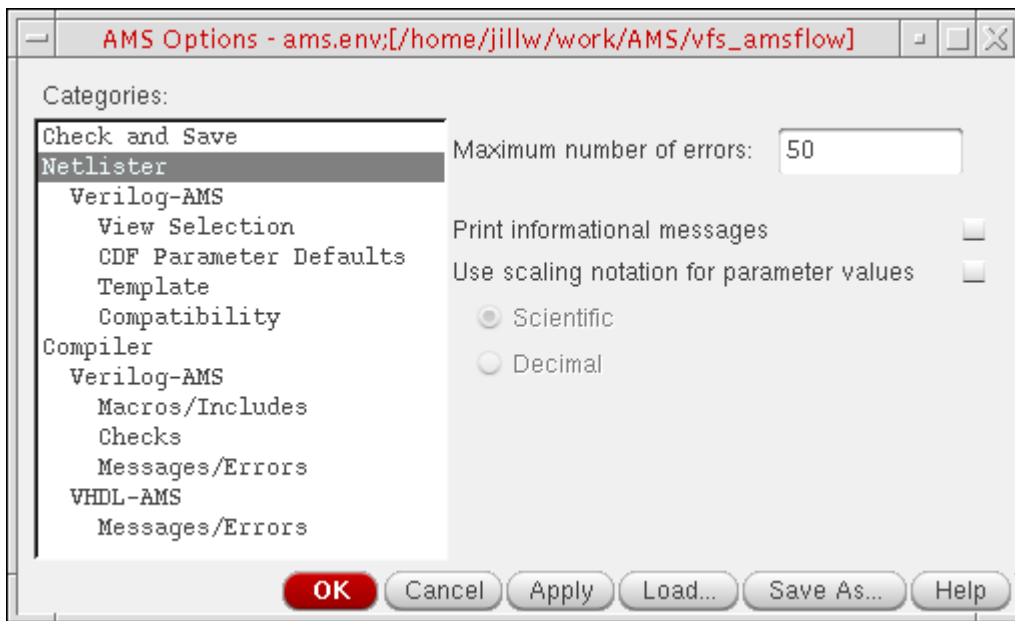 AMS Options - ams.env;[/home/jillw/work/AMS/vfs_amsflow]
Categories:
Check and Save
Netlister
Verilog-AMS
View Selection
CDF Parameter Defaults
Template
Compatibility
Compiler
Verilog-AMS
Macros/Includes
Checks
Messages/Errors
VHDL-AMS
Messages/Errors
Maximum number of errors: 50
Print informational messages
Use scaling notation for parameter values
Scientific
Decimal
OK Cancel Apply Load... Save As... Help